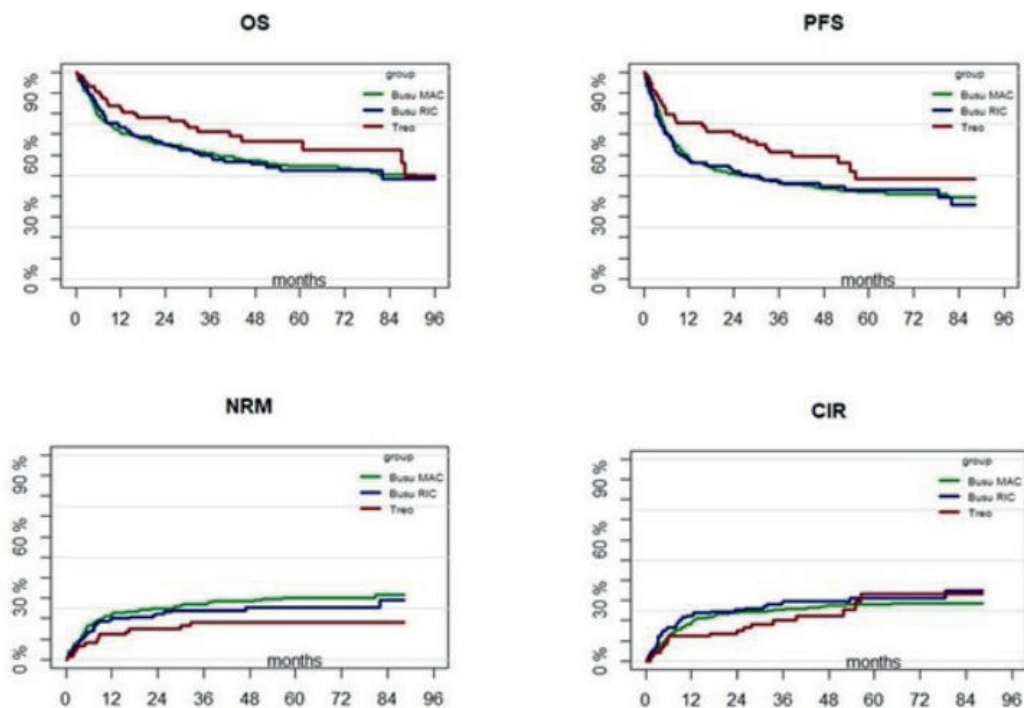 OS
group
Busu MAC
Busu RIC
Treo
90 %
60 %
30 %
0 %
months
0 12 24 36 48 60 72 84 96
PFS
group
Busu MAC
Busu RIC
Treo
90 %
60 %
30 %
0 %
months
0 12 24 36 48 60 72 84 96
NRM
group
Busu MAC
Busu RIC
Treo
90 %
60 %
30 %
0 %
months
0 12 24 36 48 60 72 84 96
CIR
group
Busu MAC
Busu RIC
Treo
90 %
60 %
30 %
0 %
months
0 12 24 36 48 60 72 84 96